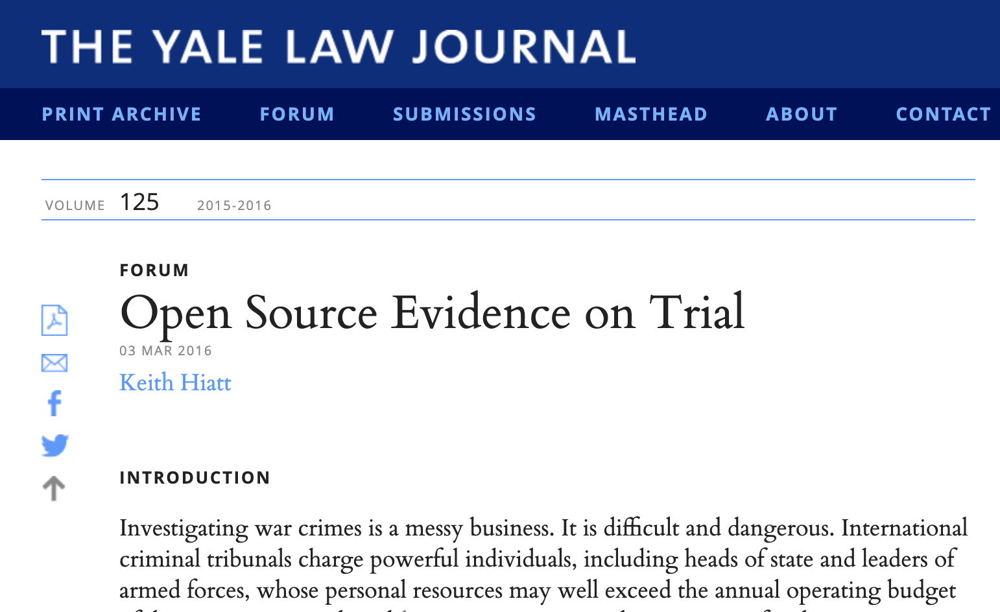 THE YALE LAW JOURNAL
PRINT ARCHIVE FORUM SUBMISSIONS MASTHEAD ABOUT CONTACT
VOLUME 125 2015-2016
FORUM
Open Source Evidence on Trial
03 MAR 2016
Keith Hiatt
INTRODUCTION
Investigating war crimes is a messy business. It is difficult and dangerous. International
criminal tribunals charge powerful individuals, including heads of state and leaders of
armed forces, whose personal resources may well exceed the annual operating budget